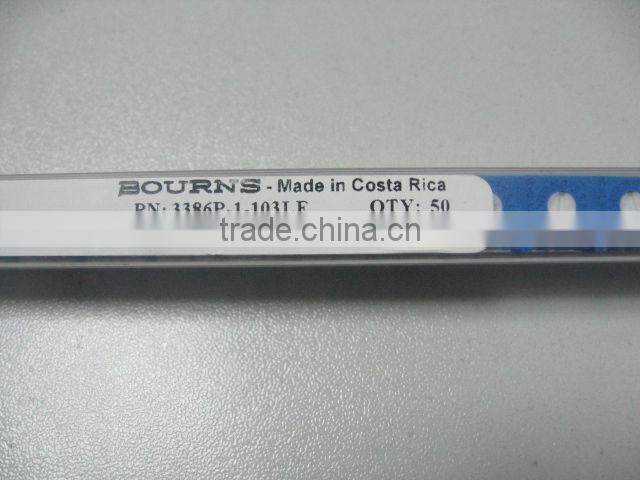 BOURNS - Made in Costa Rica
PN: 3386P-1-103LF QTY: 50
trade.china.cn